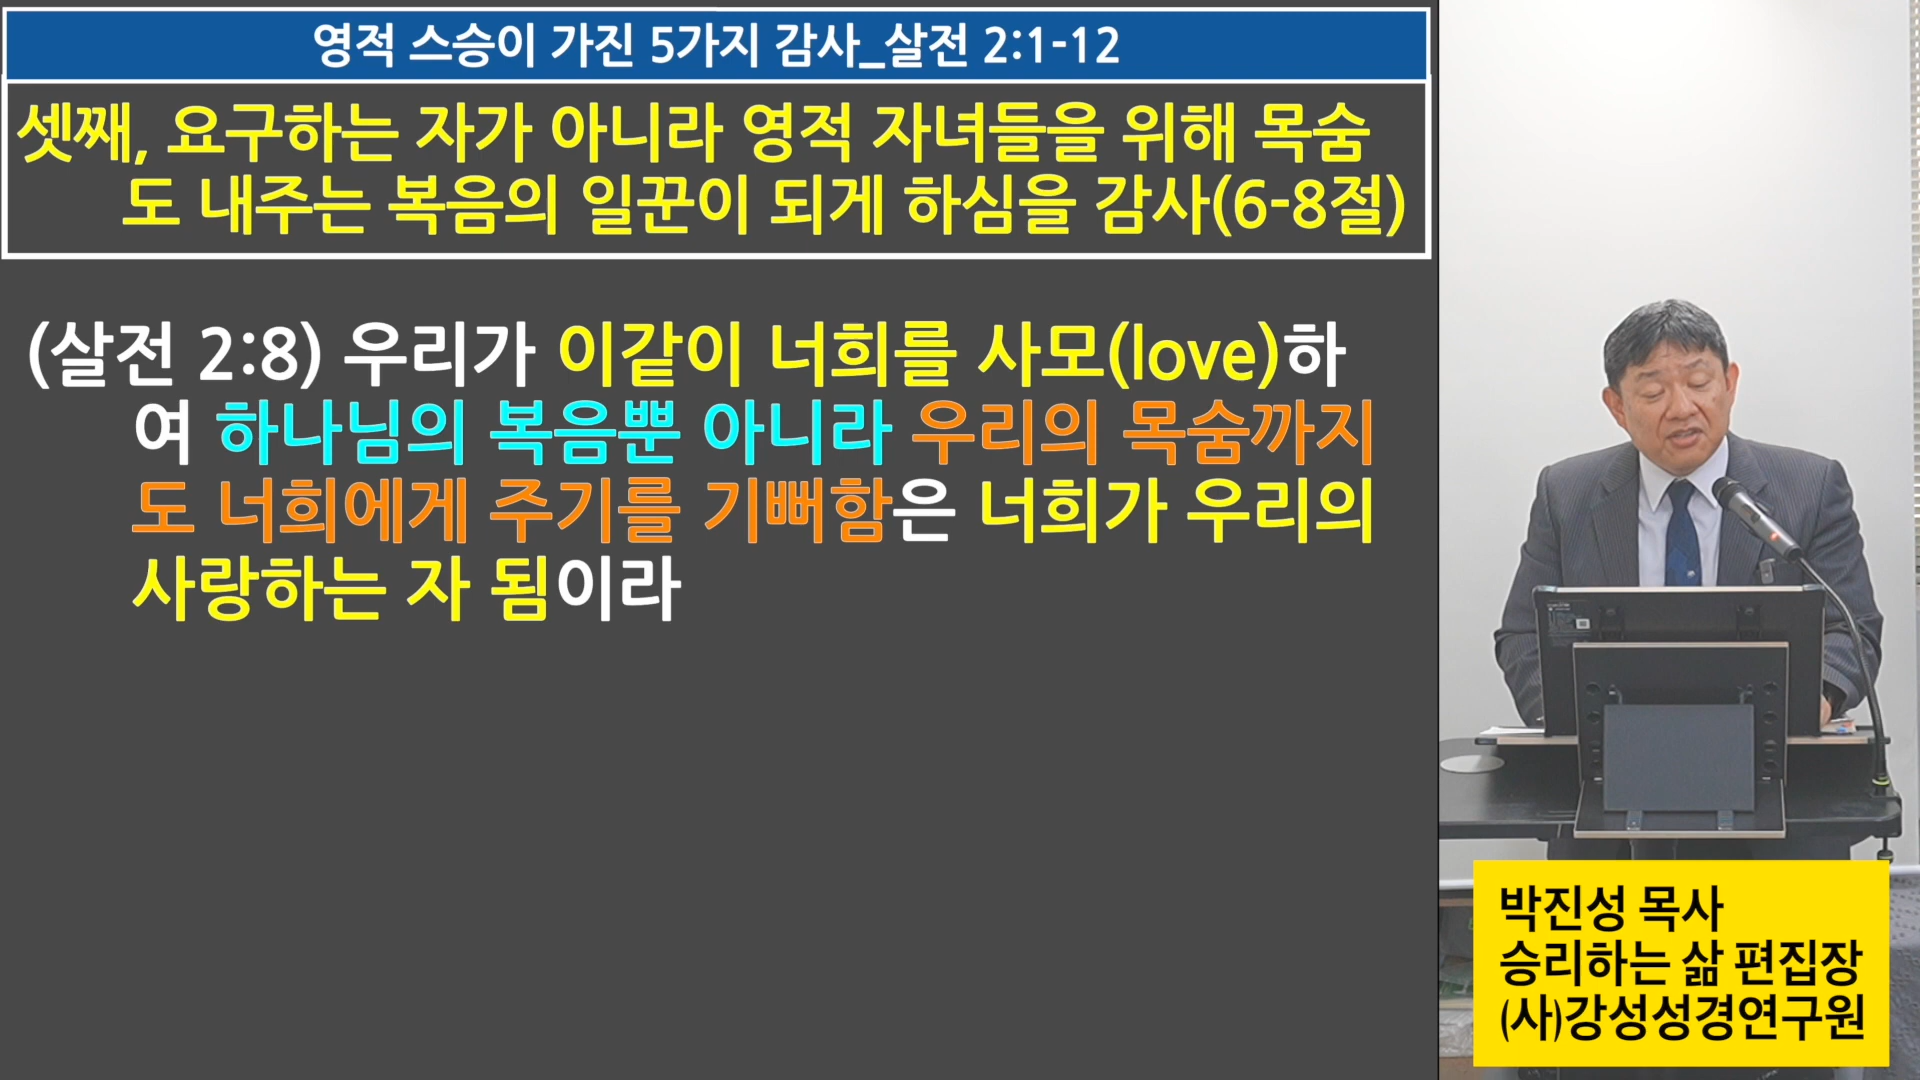 영적 스승이 가진 5가지 감사_살전 2:1-12
셋째, 요구하는 자가 아니라 영적 자녀들을 위해 목숨
도 내주는 복음의 일꾼이 되게 하심을 감사(6-8절)
(살전 2:8) 우리가 이같이 너희를 사모(love)하
여 하나님의 복음뿐 아니라 우리의 목숨까지
도 너희에게 주기를 기뻐함은 너희가 우리의
사랑하는 자 됨이라
박진성 목사
승리하는 삶 편집장
(사)강성성경연구원